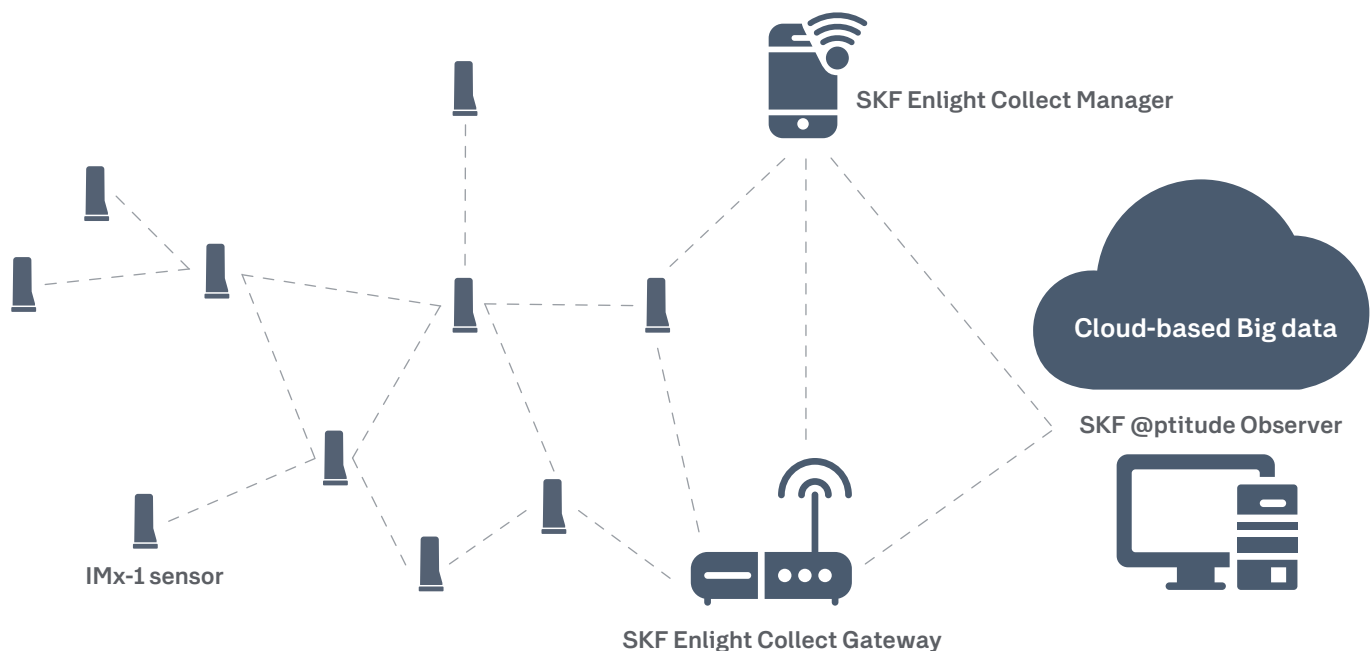 SKF Enlight Collect Manager
Cloud-based Big data
SKF @ptitude Observer
IMx-1 sensor
SKF Enlight Collect Gateway